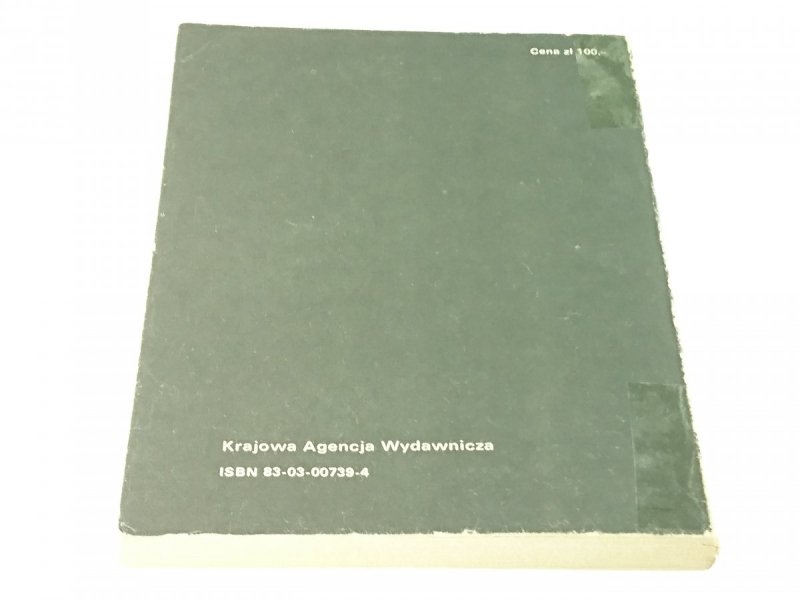 Cena zł 100,-
Krajowa Agencja Wydawnicza
ISBN 83-03-00739-4